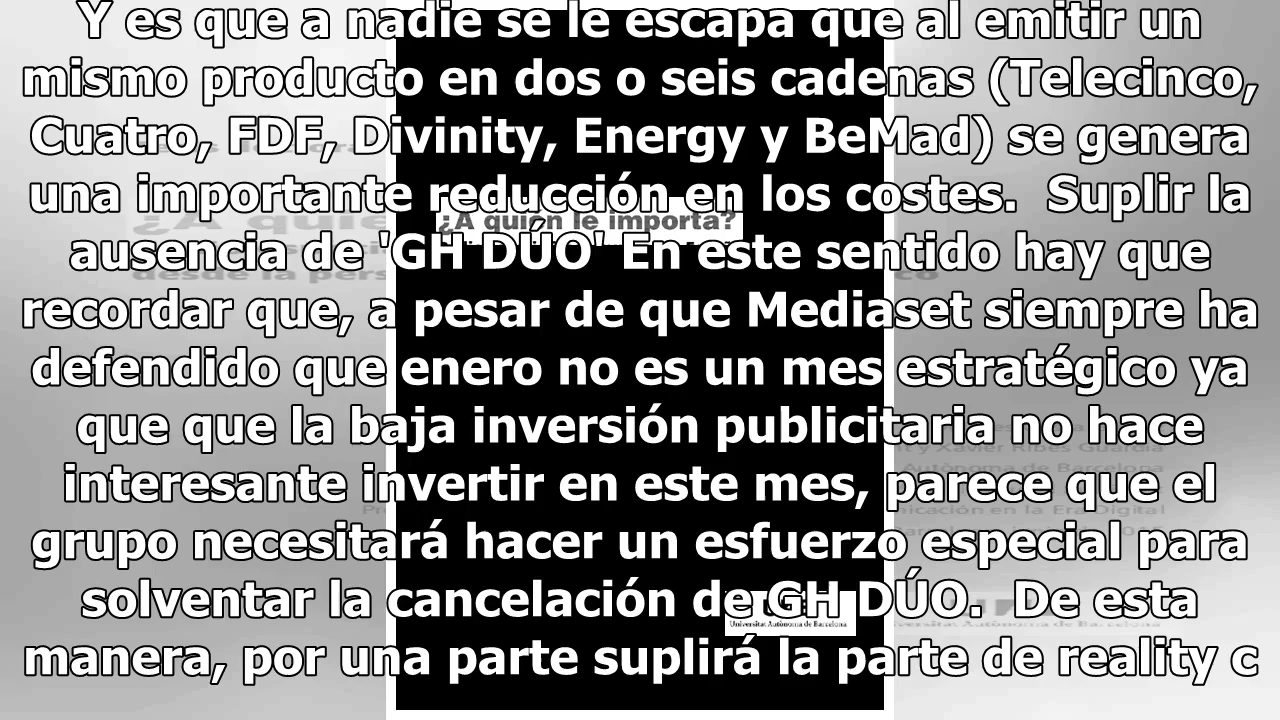 Y es que a nadie se le escapa que al emitir un
mismo producto en dos o seis cadenas (Telecinco,
Cuatro, FDF, Divinity, Energy y BeMad) se genera
una importante reducción en los costes.  Suplir la
¿A quién le importa?
ausencia de 'GH DÚO' En este sentido hay que
recordar que, a pesar de que Mediaset siempre ha
defendido que enero no es un mes estratégico ya
que que la baja inversión publicitaria no hace
interesante invertir en este mes, parece que el
grupo necesitará hacer un esfuerzo especial para
solventar la cancelación de GH DÚO.  De esta
Universitat Autònoma de Barcelona
manera, por una parte suplirá la parte de reality c